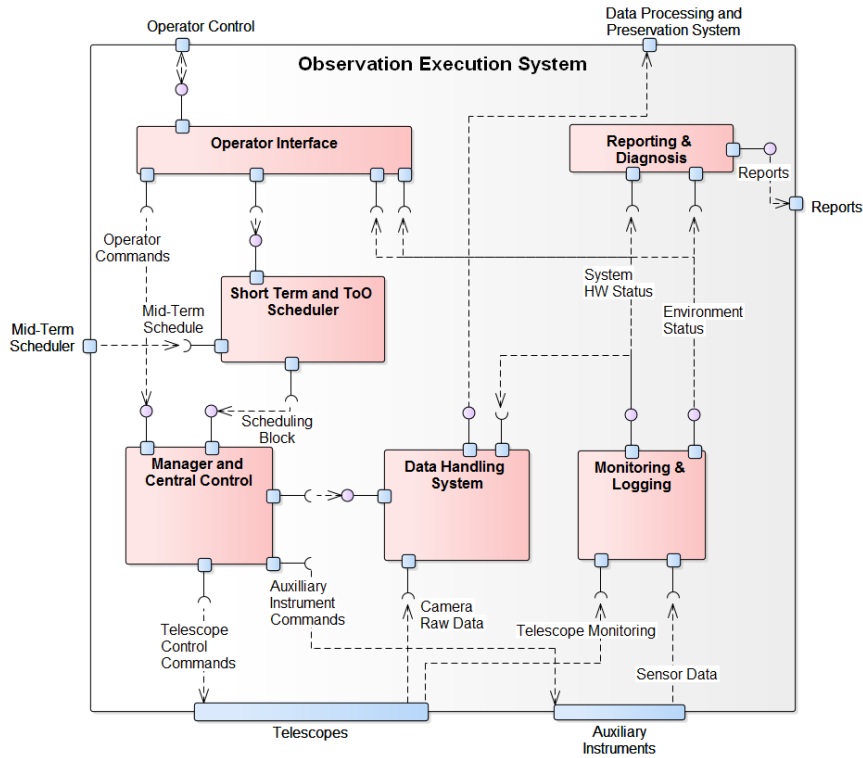 Operator Control
Data Processing and
Preservation System
Observation Execution System
Operator Interface
Reporting &
Diagnosis
Reports
Reports
Operator
Commands
System
HW Status
Short Term and ToO
Scheduler
Mid-Term
Schedule
Environment
Status
Mid-Term
Scheduler
Scheduling
Block
Manager and
Central Control
Data Handling
System
Monitoring &
Logging
Auxilliary
Instrument
Commands
Camera
Raw Data
Telescope
Control
Commands
Telescope Monitoring
Sensor Data
Telescopes
Auxiliary
Instruments